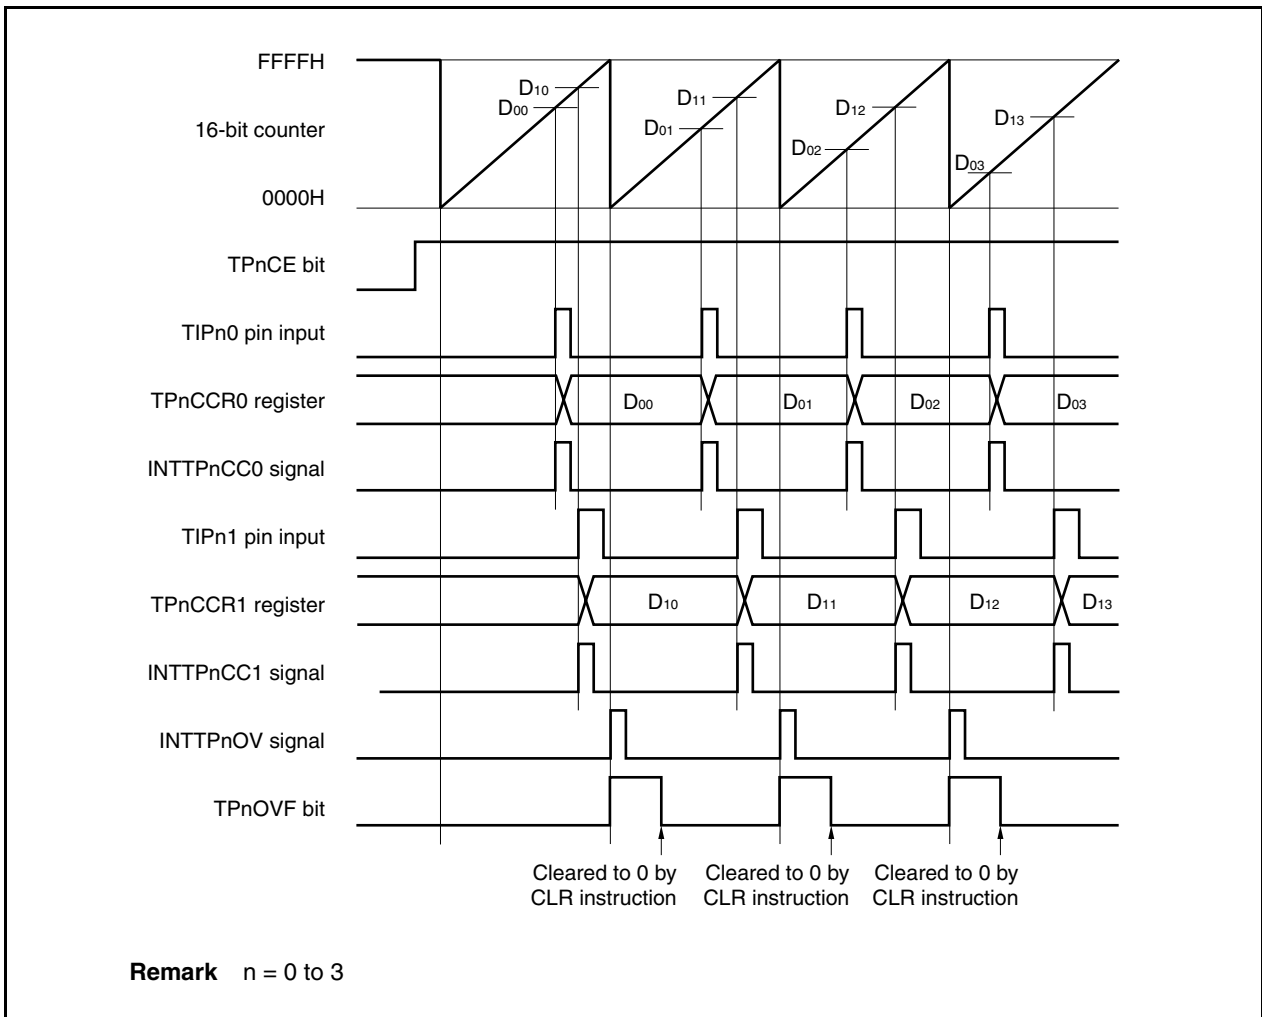 FFFFH
D10
D00
D11
D01
D12
D02
D13
D03
16-bit counter
0000H
TPnCE bit
TIPn0 pin input
TPnCCR0 register
D00
D01
D02
D03
INTTPnCC0 signal
TIPn1 pin input
TPnCCR1 register
D10
D11
D12
D13
INTTPnCC1 signal
INTTPnOV signal
TPnOVF bit
Cleared to 0 by
CLR instruction
Cleared to 0 by
CLR instruction
Cleared to 0 by
CLR instruction
Remark n = 0 to 3